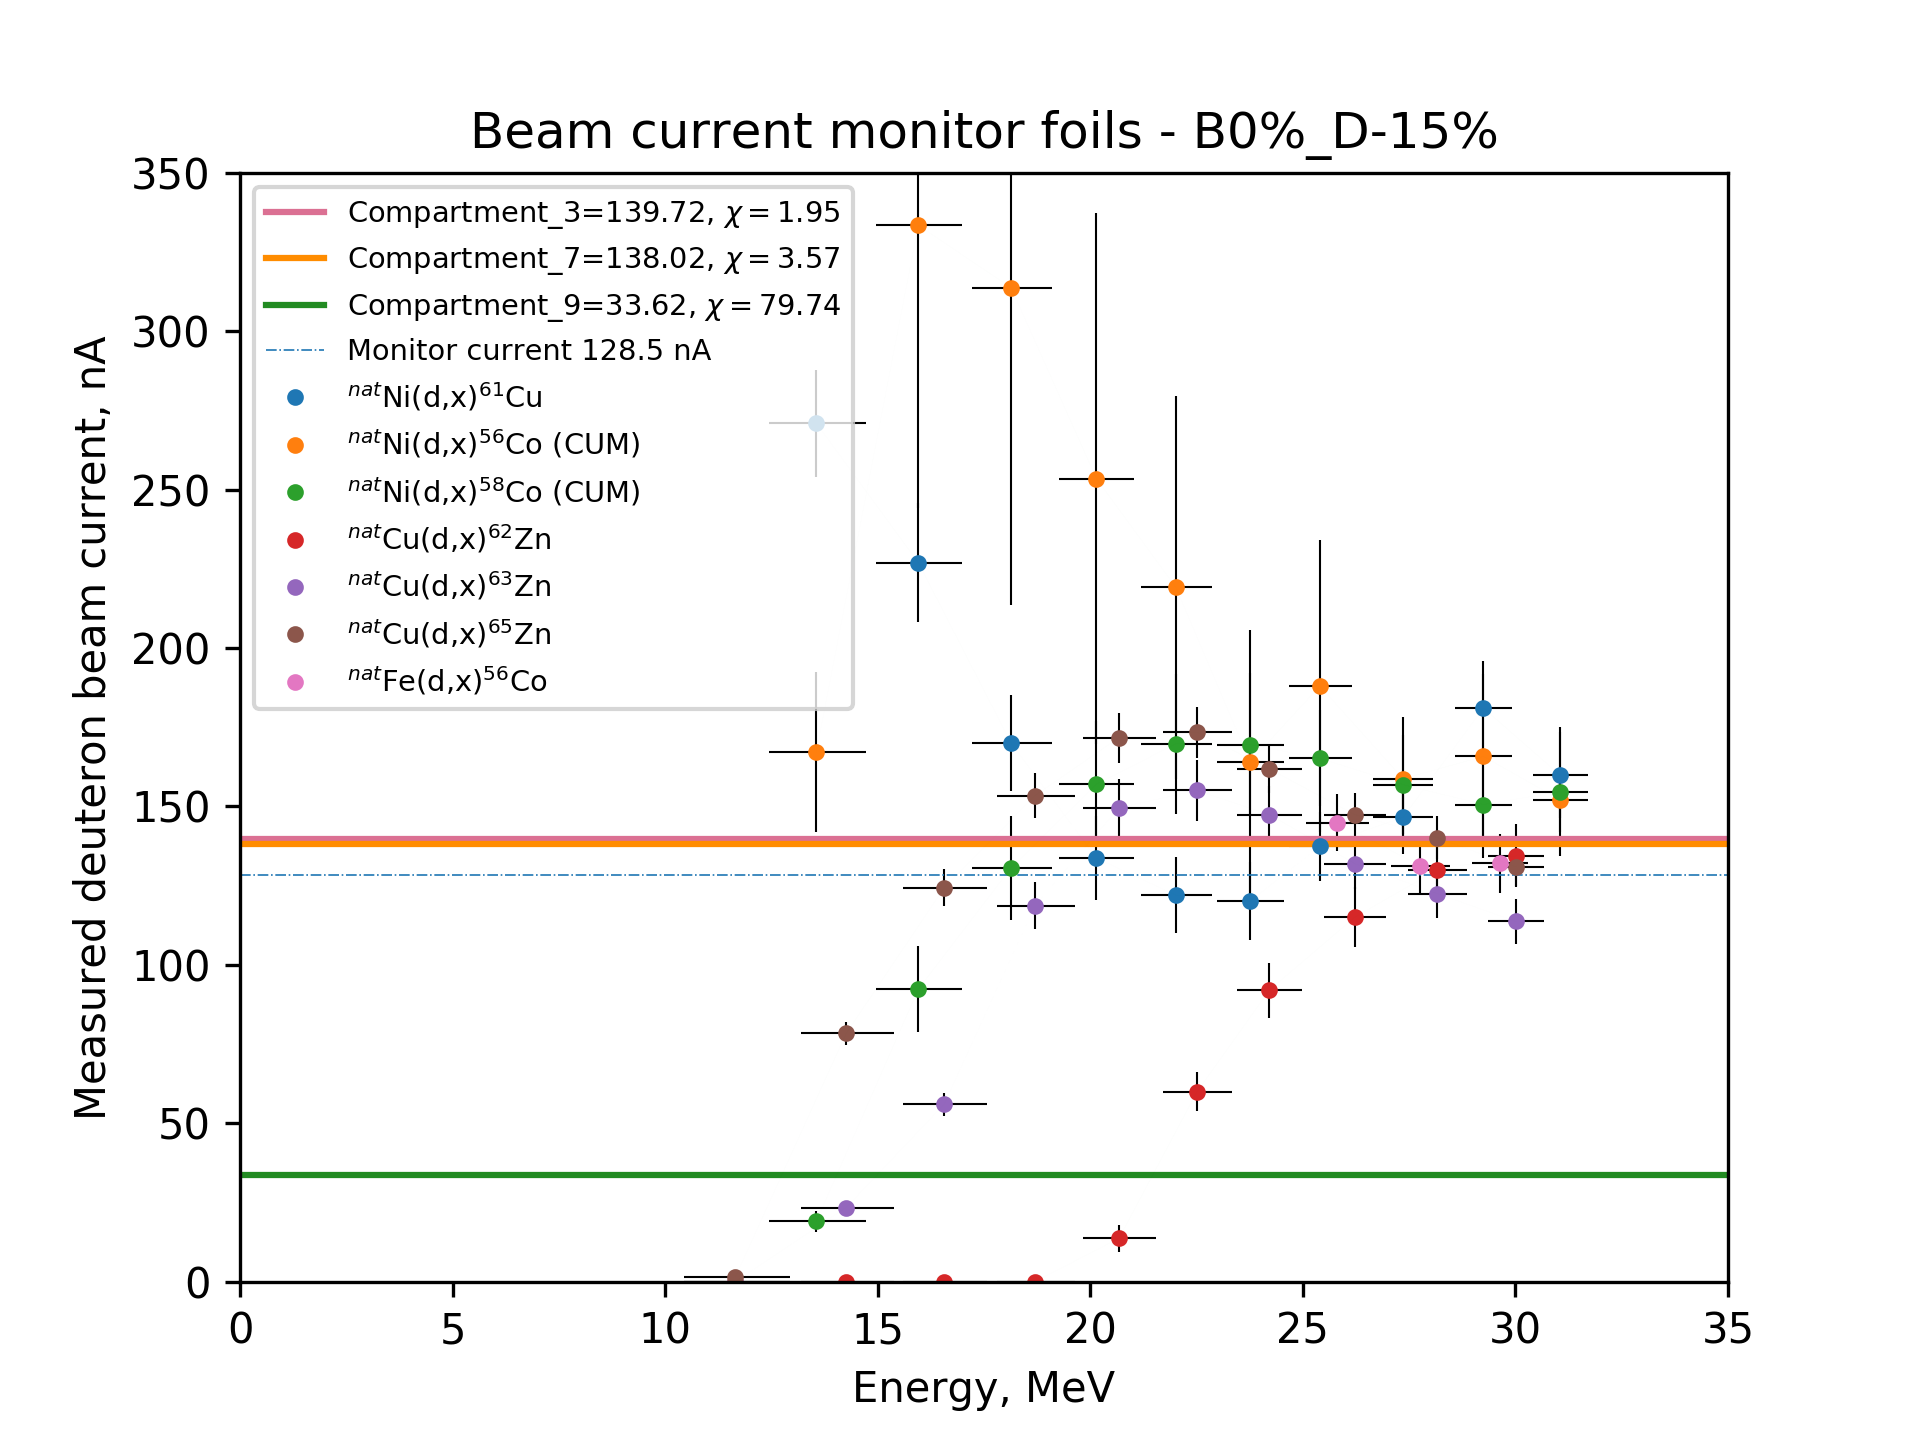 Beam current monitor foils - B0%_D-15%
Measured deuteron beam current, nA
350
300
250
200
150
100
50
0
Compartment_3=139.72, χ = 1.95
Compartment_7=138.02, χ = 3.57
Compartment_9=33.62, χ = 79.74
Monitor current 128.5 nA
ⁿᵃᵗNi(d,x)⁶¹Cu
ⁿᵃᵗNi(d,x)⁵⁶Co (CUM)
ⁿᵃᵗNi(d,x)⁵⁸Co (CUM)
ⁿᵃᵗCu(d,x)⁶²Zn
ⁿᵃᵗCu(d,x)⁶³Zn
ⁿᵃᵗCu(d,x)⁶⁵Zn
ⁿᵃᵗFe(d,x)⁵⁶Co
0 5 10 15 20 25 30 35
Energy, MeV